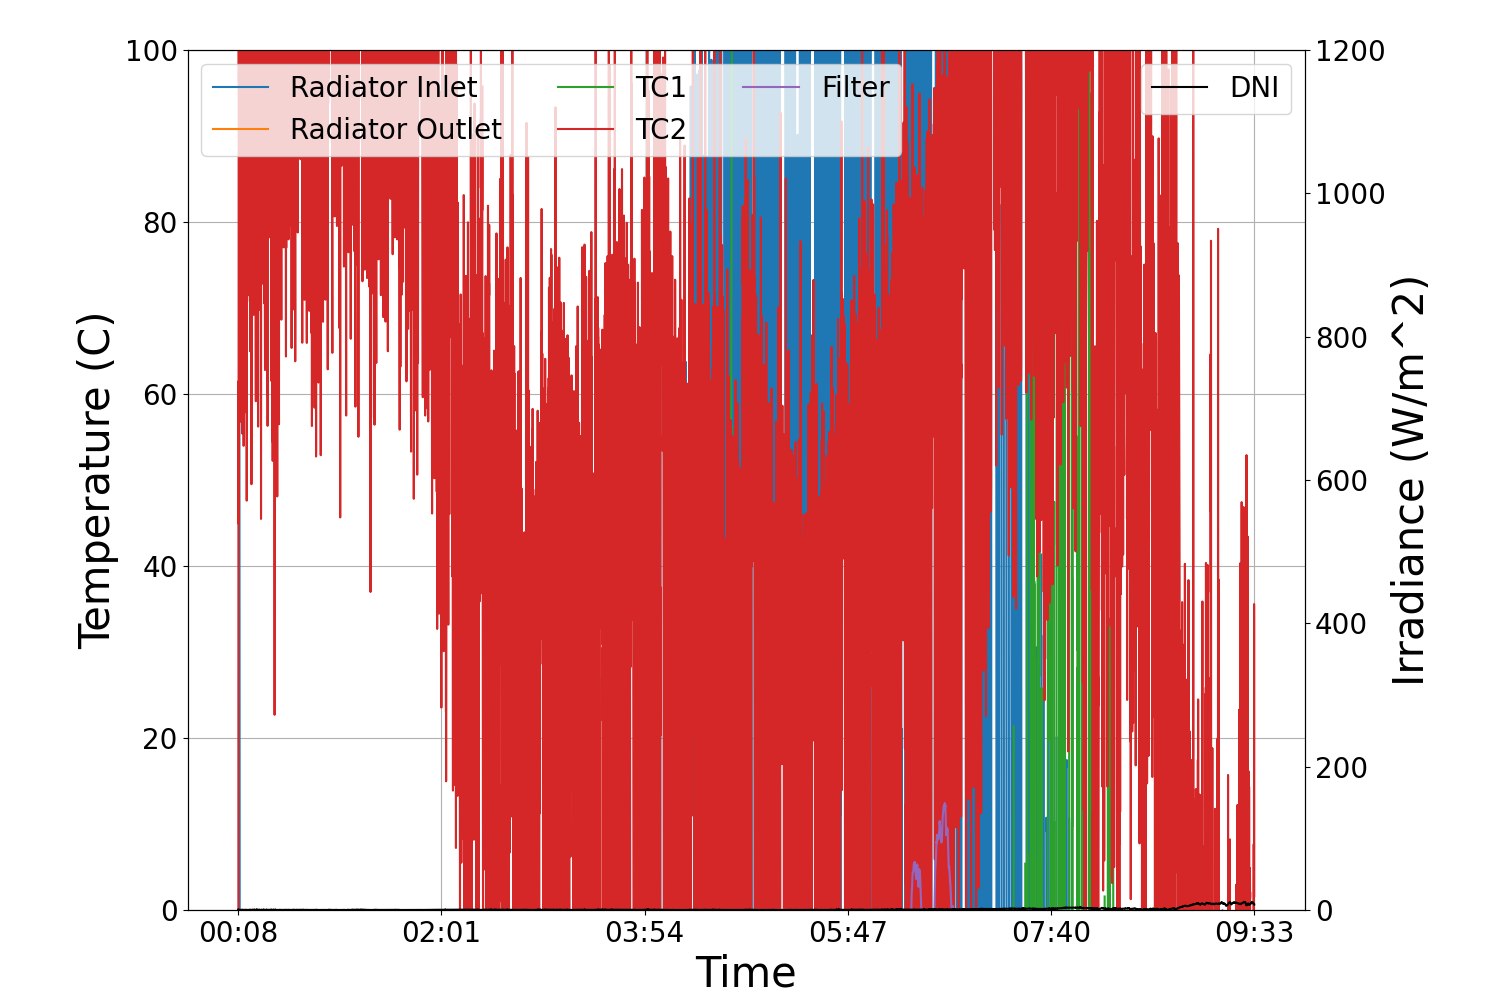 100
80
60
40
20
0
Temperature (C)
Radiator Inlet
Radiator Outlet
TC1
TC2
Filter
DNI
1200
1000
800
600
400
200
0
Irradiance (W/m^2)
00:08
02:01
03:54
05:47
07:40
09:33
Time